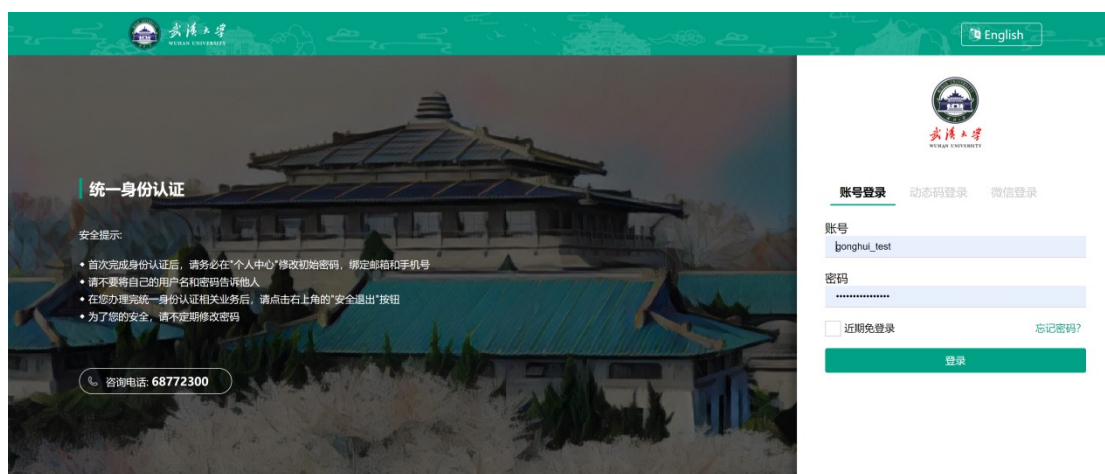 武汉大学
WUHAN UNIVERSITY
English
统一身份认证
安全提示:
• 首次完成身份认证后，请务必在"个人中心"修改初始密码，绑定邮箱和手机号
• 请不要将自己的用户名和密码告诉他人
• 在您办理完统一身份认证相关业务后，请点击右上角的"安全退出"按钮
• 为了您的安全，请不定期修改密码
咨询电话: 68772300
武汉大学
WUHAN UNIVERSITY
账号登录 动态码登录 微信登录
账号
gonghui_test
密码
••••••••••••••••
近期免登录 忘记密码?
登录